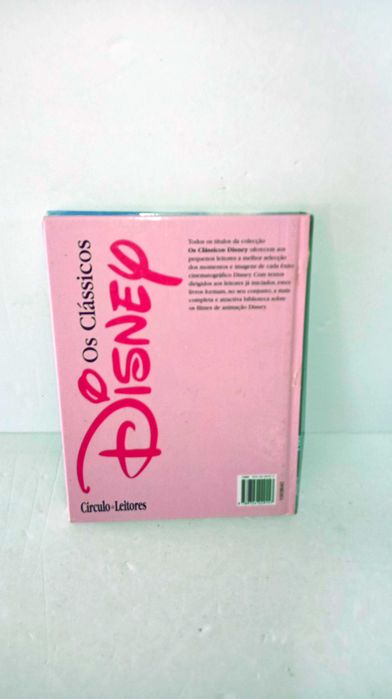 Os Clássicos
DISNEY
Todos os títulos da colecção
Os Clássicos Disney oferecem aos
pequenos leitores a melhor selecção
dos momentos e imagens de cada êxito
cinematográfico Disney. Com textos
dirigidos aos leitores já iniciados, estes
livros formam, no seu conjunto, a mais
completa e atractiva biblioteca sobre
os filmes de animação Disney.
Círculo de Leitores